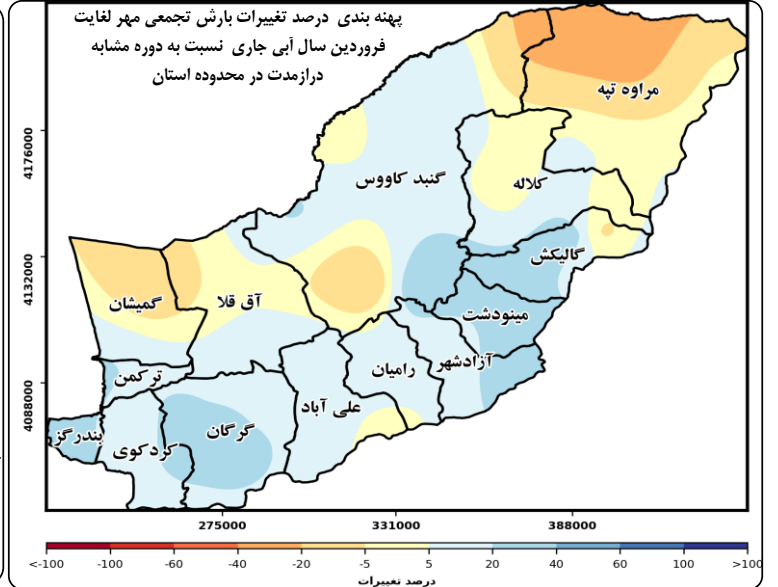 پهنه بندی درصد تغییرات بارش تجمعی مهر لغایت
فروردین سال آبی جاری نسبت به دوره مشابه
درازمدت در محدوده استان
مراوه تپه
4176000
گنبد کاووس
کلاله
گالیکش
4132000
گمیشان
آق قلا
مینودشت
آزادشهر
رامیان
ترکمن
4088000
علی آباد
گرگان
بندرگز
کردکوی
275000
331000
388000
<-100
-100
-60
-40
-20
-5
5
20
40
60
100
>100
درصد تغییرات